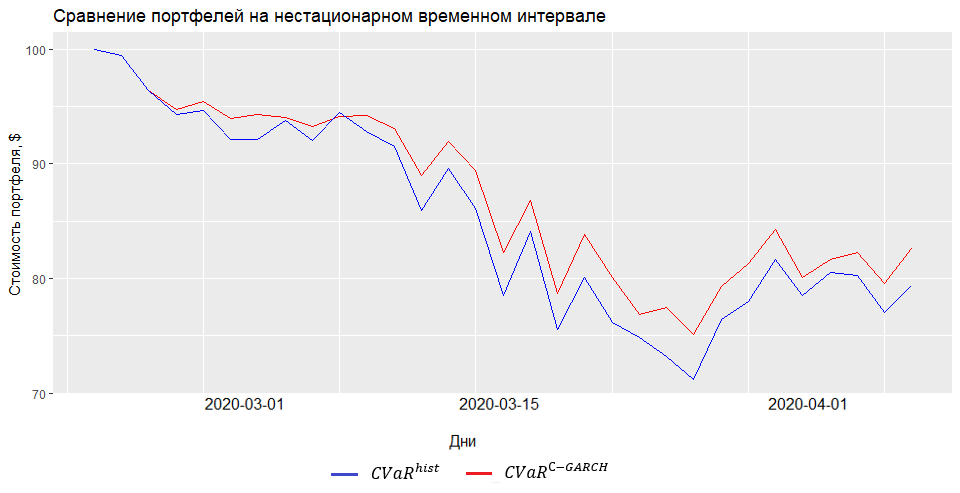 Сравнение портфелей на нестационарном временном интервале
Стоимость портфеля, $
100
90
80
70
2020-03-01 2020-03-15 2020-04-01
Дни
CVaR^hist CVaR^C−GARCH